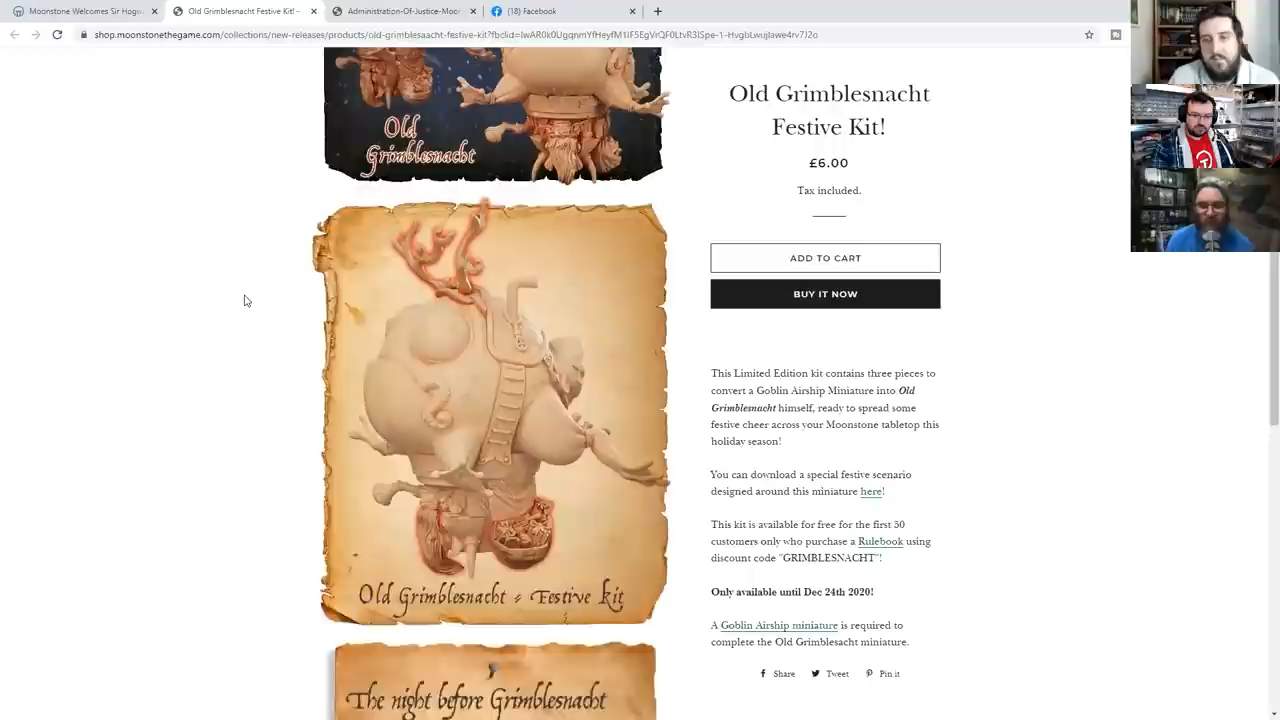 Moonstone Welcomes Sir Hogw
Old Grimblesnacht Festive Kit! –
Administration-Of-Justice-Moo
(18) Facebook
shop.moonstonethegame.com/collections/new-releases/products/old-grimblesaacht-festive-kit?fbclid=
Old
Grimblesnacht
Old Grimblesnacht
Festive Kit!
£6.00
Tax included.
ADD TO CART
BUY IT NOW
This Limited Edition kit contains three pieces to
convert a Goblin Airship Miniature into Old
Grimblesnacht himself, ready to spread some
festive cheer across your Moonstone tabletop this
holiday season!
You can download a special festive scenario
designed around this miniature here!
This kit is available for free for the first 50
customers only who purchase a Rulebook using
discount code "GRIMBLESNACHT"!
Only available until Dec 24th 2020!
A Goblin Airship miniature is required to
complete the Old Grimblesacht miniature.
Share Tweet Pin it
Old Grimblesnacht - Festive kit
The night before Grimblesnacht